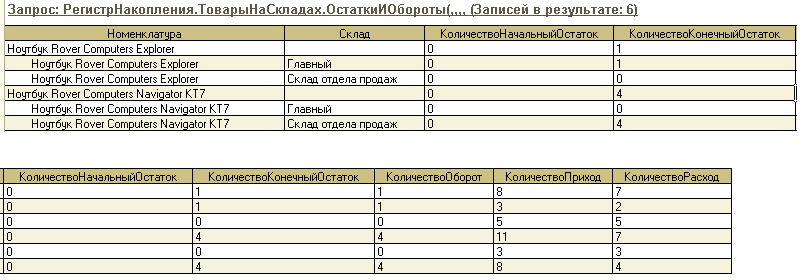 Запрос: РегистрНакопления.ТоварыНаСкладах.ОстаткиИОбороты(,,,, (Записей в результате: 6)
Номенклатура Склад КоличествоНачальныйОстаток КоличествоКонечныйОстаток
Ноутбук Rover Computers Explorer 0 1
Ноутбук Rover Computers Explorer Главный 0 1
Ноутбук Rover Computers Explorer Склад отдела продаж 0 0
Ноутбук Rover Computers Navigator KT7 0 4
Ноутбук Rover Computers Navigator KT7 Главный 0 0
Ноутбук Rover Computers Navigator KT7 Склад отдела продаж 0 4
КоличествоНачальныйОстаток КоличествоКонечныйОстаток КоличествоОборот КоличествоПриход КоличествоРасход
0 1 1 8 7
0 1 1 3 2
0 0 0 5 5
0 4 4 11 7
0 0 0 3 3
0 4 4 8 4